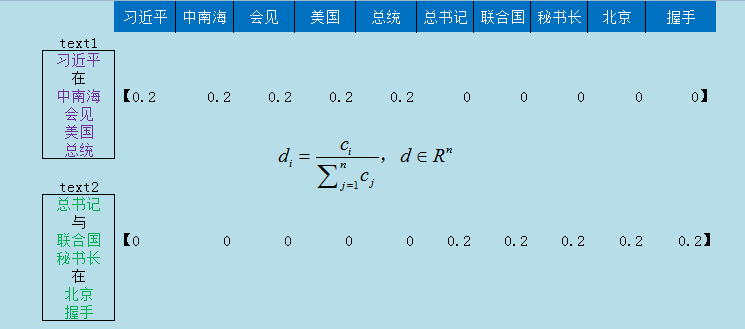 习近平 中南海 会见 美国 总统 总书记 联合国 秘书长 北京 握手
text1
习近平
在
中南海
会见
美国
总统
【0.2 0.2 0.2 0.2 0.2 0 0 0 0 0】
d_i = c_i / ∑_{j=1}^{n} c_j, d ∈ R^n
text2
总书记
与
联合国
秘书长
在
北京
握手
【0 0 0 0 0 0.2 0.2 0.2 0.2 0.2】